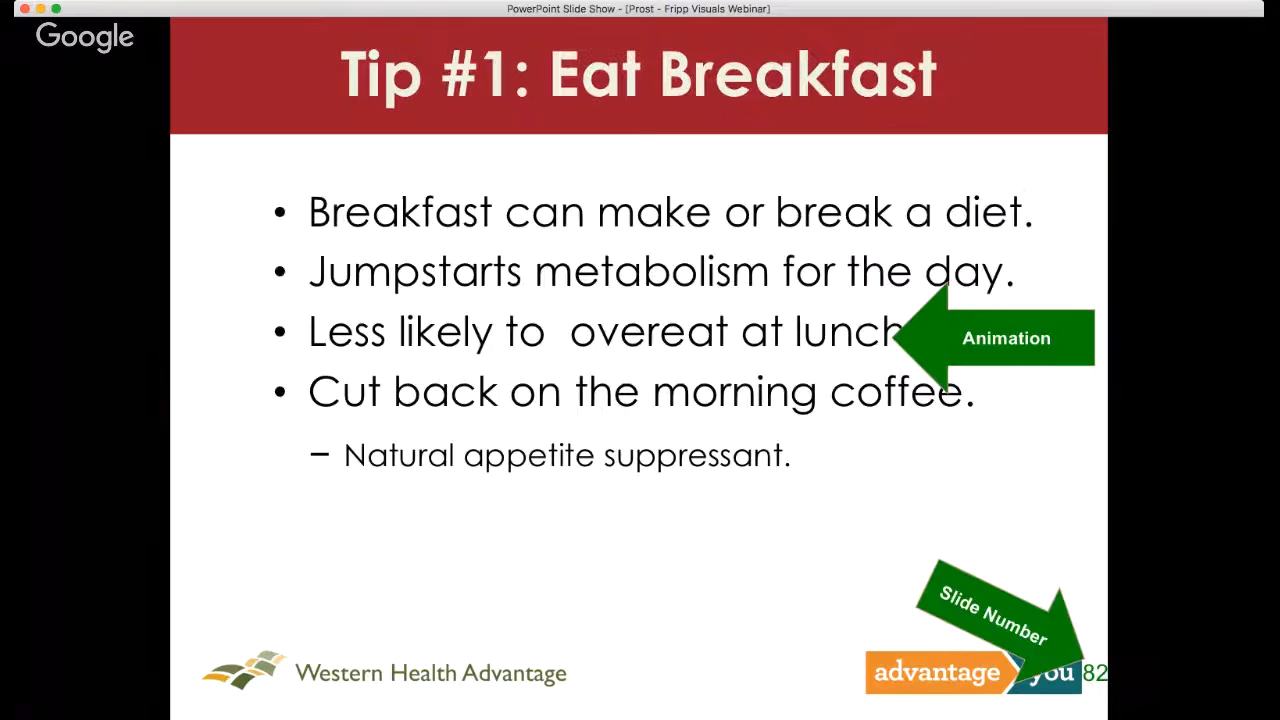 PowerPoint Slide Show - [Prost - Fripp Visuals Webinar]
Google
Tip #1: Eat Breakfast
• Breakfast can make or break a diet.
• Jumpstarts metabolism for the day.
• Less likely to  overeat at lunch
Animation
• Cut back on the morning coffee.
– Natural appetite suppressant.
Slide Number
Western Health Advantage
advantage you 82